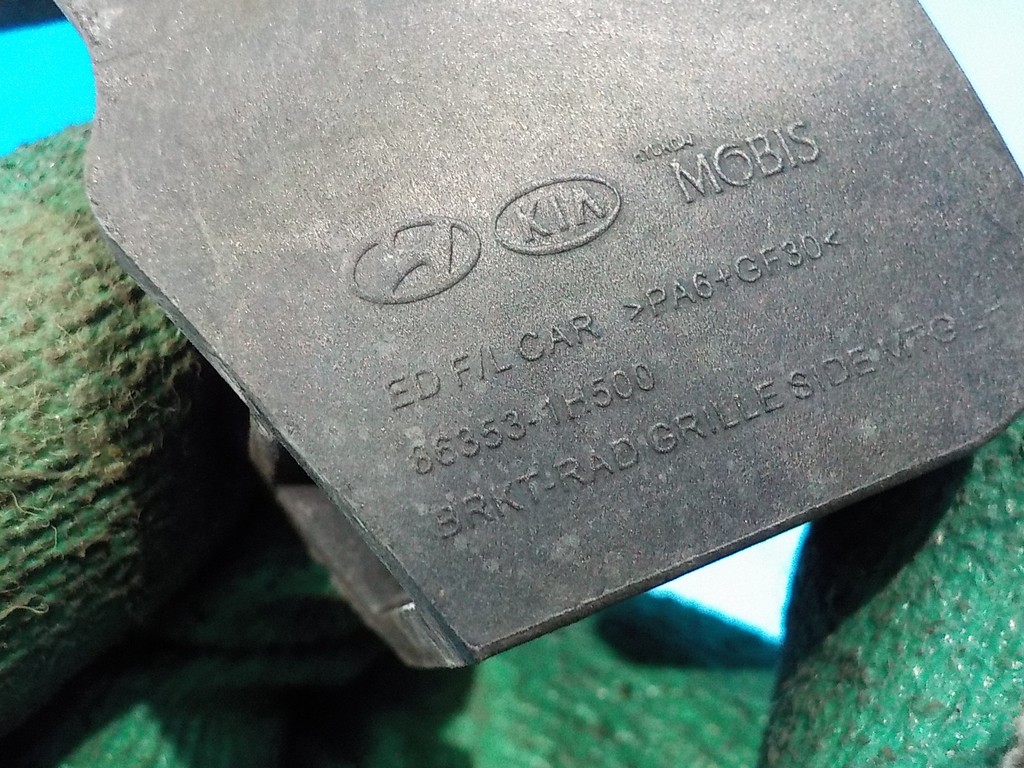 KIA HYUNDAI MOBIS
ED F/L CAR >PA6+GF30<
86353-1H500
BRKT-RAD GRILLE SIDE MTG